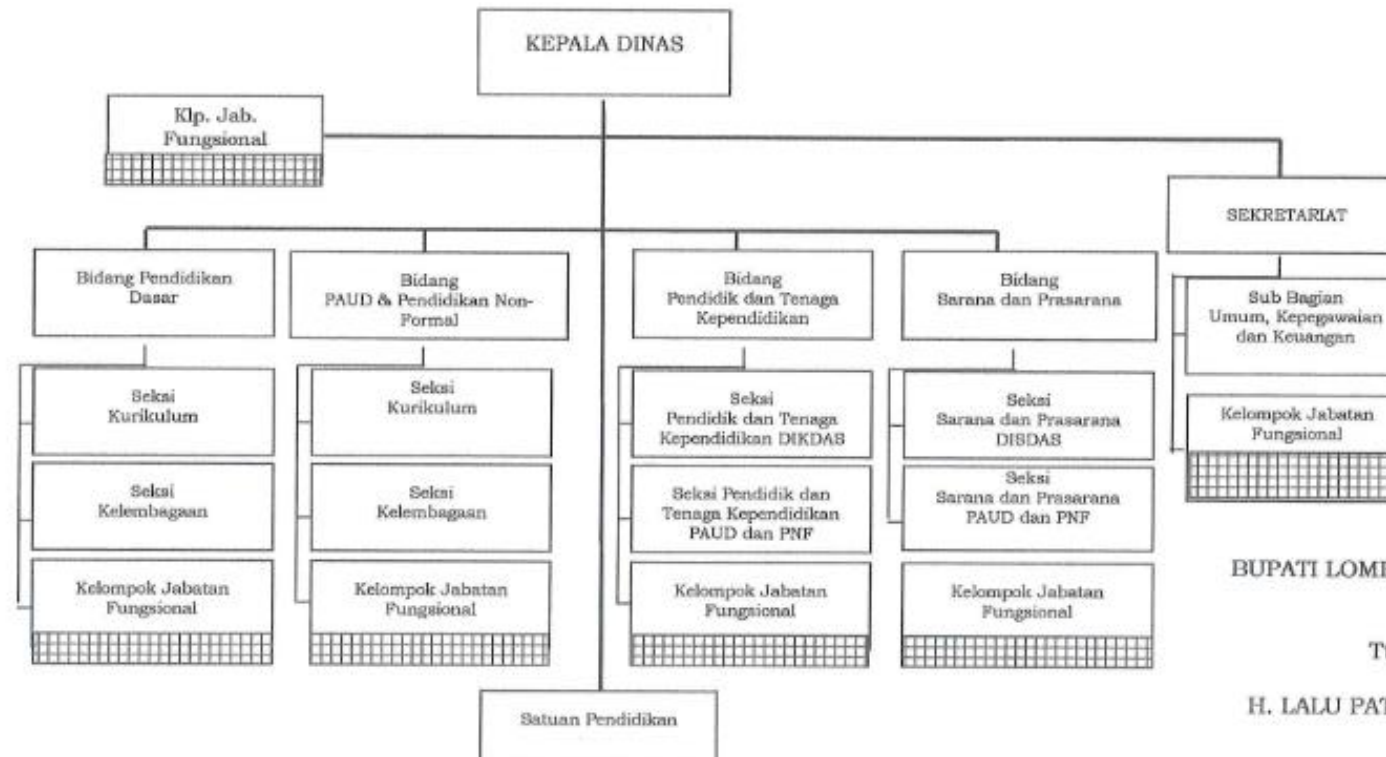 KEPALA DINAS
Klp. Jab.
Fungsional
SEKRETARIAT
Bidang Pendidikan
Dasar
Bidang
PAUD & Pendidikan Non-
Formal
Bidang
Pendidik dan Tenaga
Kependidikan
Bidang
Sarana dan Prasarana
Sub Bagian
Umum, Kepegawaian
dan Keuangan
Seksi
Kurikulum
Seksi
Kurikulum
Seksi
Pendidik dan Tenaga
Kependidikan DIKDAS
Seksi
Sarana dan Prasarana
DISDAS
Kelompok Jabatan
Fungsional
Seksi
Kelembagaan
Seksi
Kelembagaan
Seksi Pendidik dan
Tenaga Kependidikan
PAUD dan PNF
Seksi
Sarana dan Prasarana
PAUD dan PNF
Kelompok Jabatan
Fungsional
Kelompok Jabatan
Fungsional
Kelompok Jabatan
Fungsional
Kelompok Jabatan
Fungsional
BUPATI
H. LALU
Satuan Pendidikan